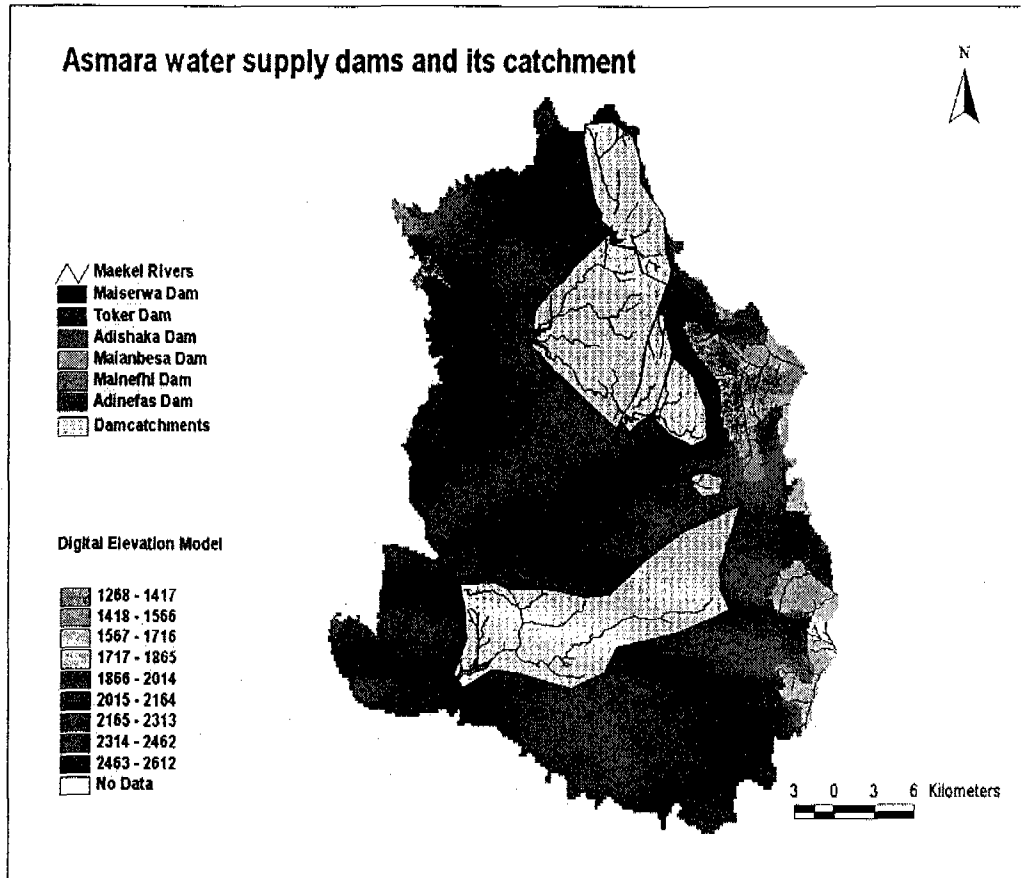 Asmara water supply dams and its catchment
N
Maekel Rivers
Maiserwa Dam
Toker Dam
Adishaka Dam
Maianbesa Dam
Mainefhi Dam
Adinefas Dam
Damcatchments
Digital Elevation Model
1268 - 1417
1418 - 1566
1567 - 1716
1717 - 1865
1866 - 2014
2015 - 2164
2165 - 2313
2314 - 2462
2463 - 2612
No Data
3 0 3 6 Kilometers